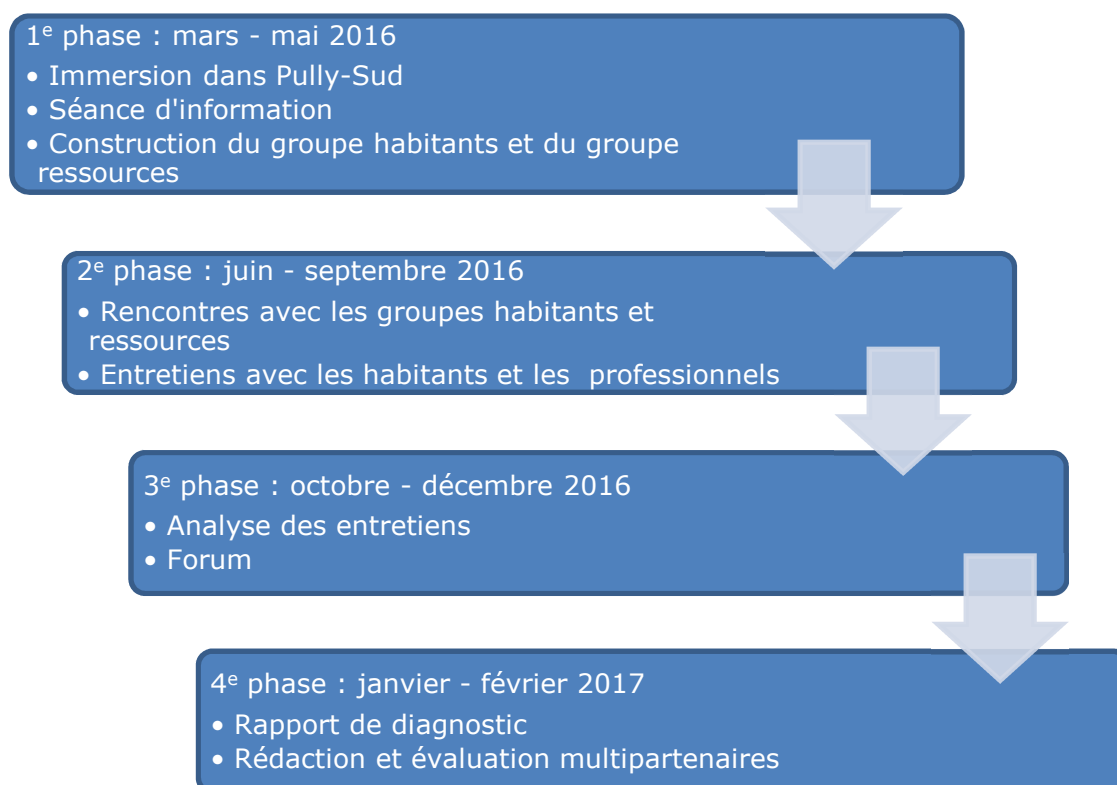 1e phase : mars - mai 2016
• Immersion dans Pully-Sud
• Séance d'information
• Construction du groupe habitants et du groupe
ressources
2e phase : juin - septembre 2016
• Rencontres avec les groupes habitants et
ressources
• Entretiens avec les habitants et les  professionnels
3e phase : octobre - décembre 2016
• Analyse des entretiens
• Forum
4e phase : janvier - février 2017
• Rapport de diagnostic
• Rédaction et évaluation multipartenaires